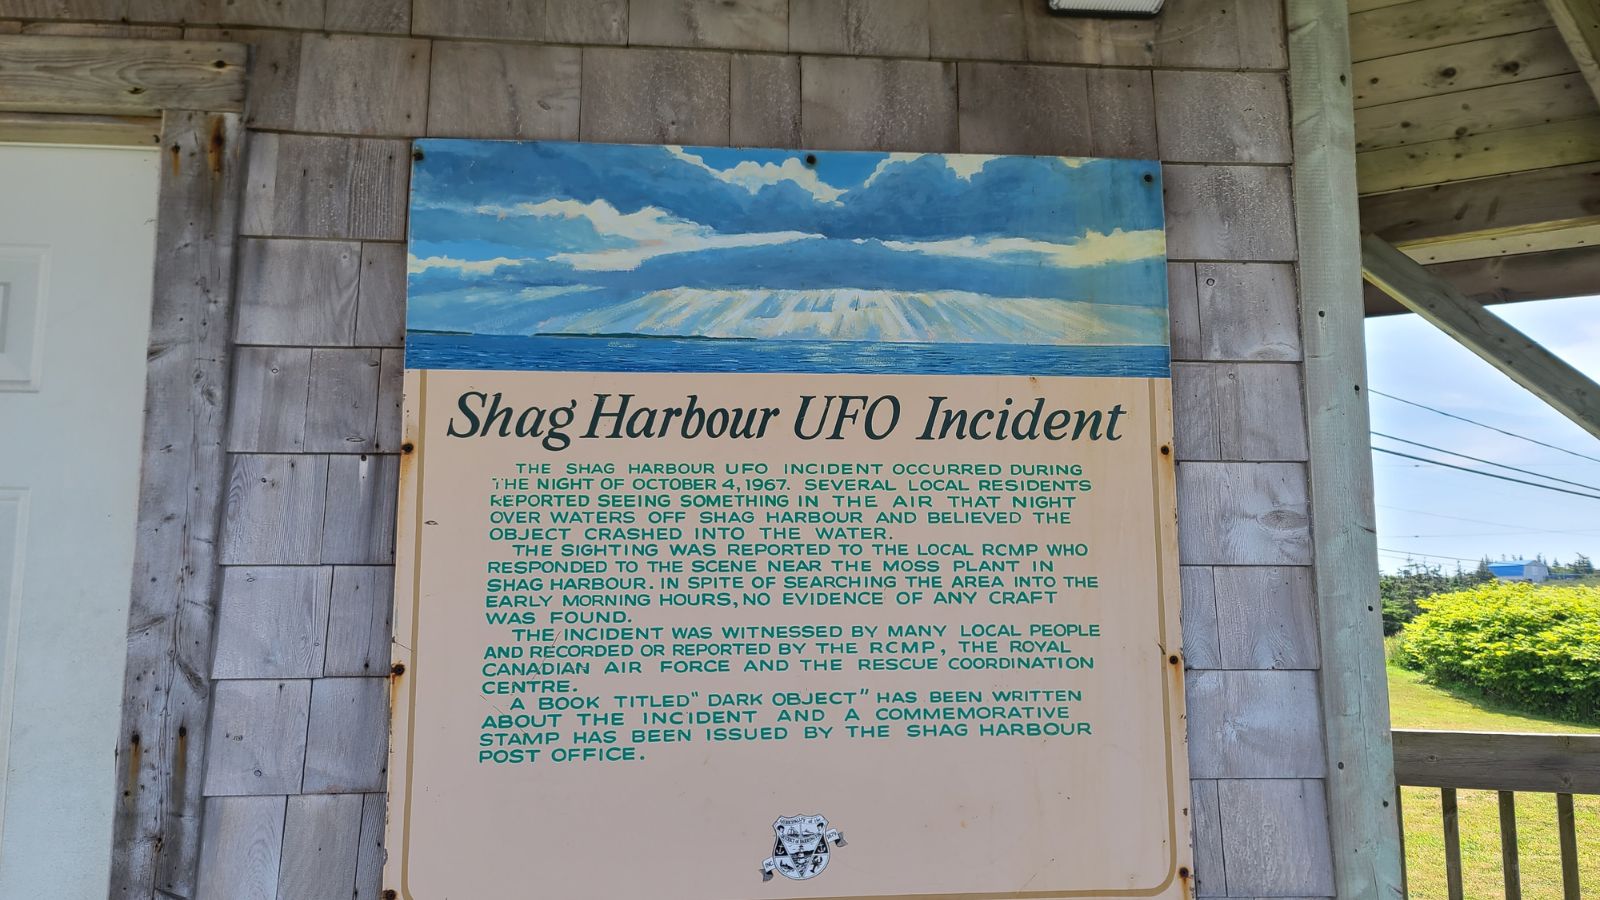 Shag Harbour UFO Incident
THE SHAG HARBOUR UFO INCIDENT OCCURRED DURING
THE NIGHT OF OCTOBER 4, 1967. SEVERAL LOCAL RESIDENTS
REPORTED SEEING SOMETHING IN THE AIR THAT NIGHT
OVER WATERS OFF SHAG HARBOUR AND BELIEVED THE
OBJECT CRASHED INTO THE WATER.
THE SIGHTING WAS REPORTED TO THE LOCAL RCMP WHO
RESPONDED TO THE SCENE NEAR THE MOSS PLANT IN
SHAG HARBOUR. IN SPITE OF SEARCHING THE AREA INTO THE
EARLY MORNING HOURS, NO EVIDENCE OF ANY CRAFT
WAS FOUND.
THE INCIDENT WAS WITNESSED BY MANY LOCAL PEOPLE
AND RECORDED OR REPORTED BY THE RCMP, THE ROYAL
CANADIAN AIR FORCE AND THE RESCUE COORDINATION
CENTRE.
A BOOK TITLED "DARK OBJECT" HAS BEEN WRITTEN
ABOUT THE INCIDENT AND A COMMEMORATIVE
STAMP HAS BEEN ISSUED BY THE SHAG HARBOUR
POST OFFICE.
INC. 1879